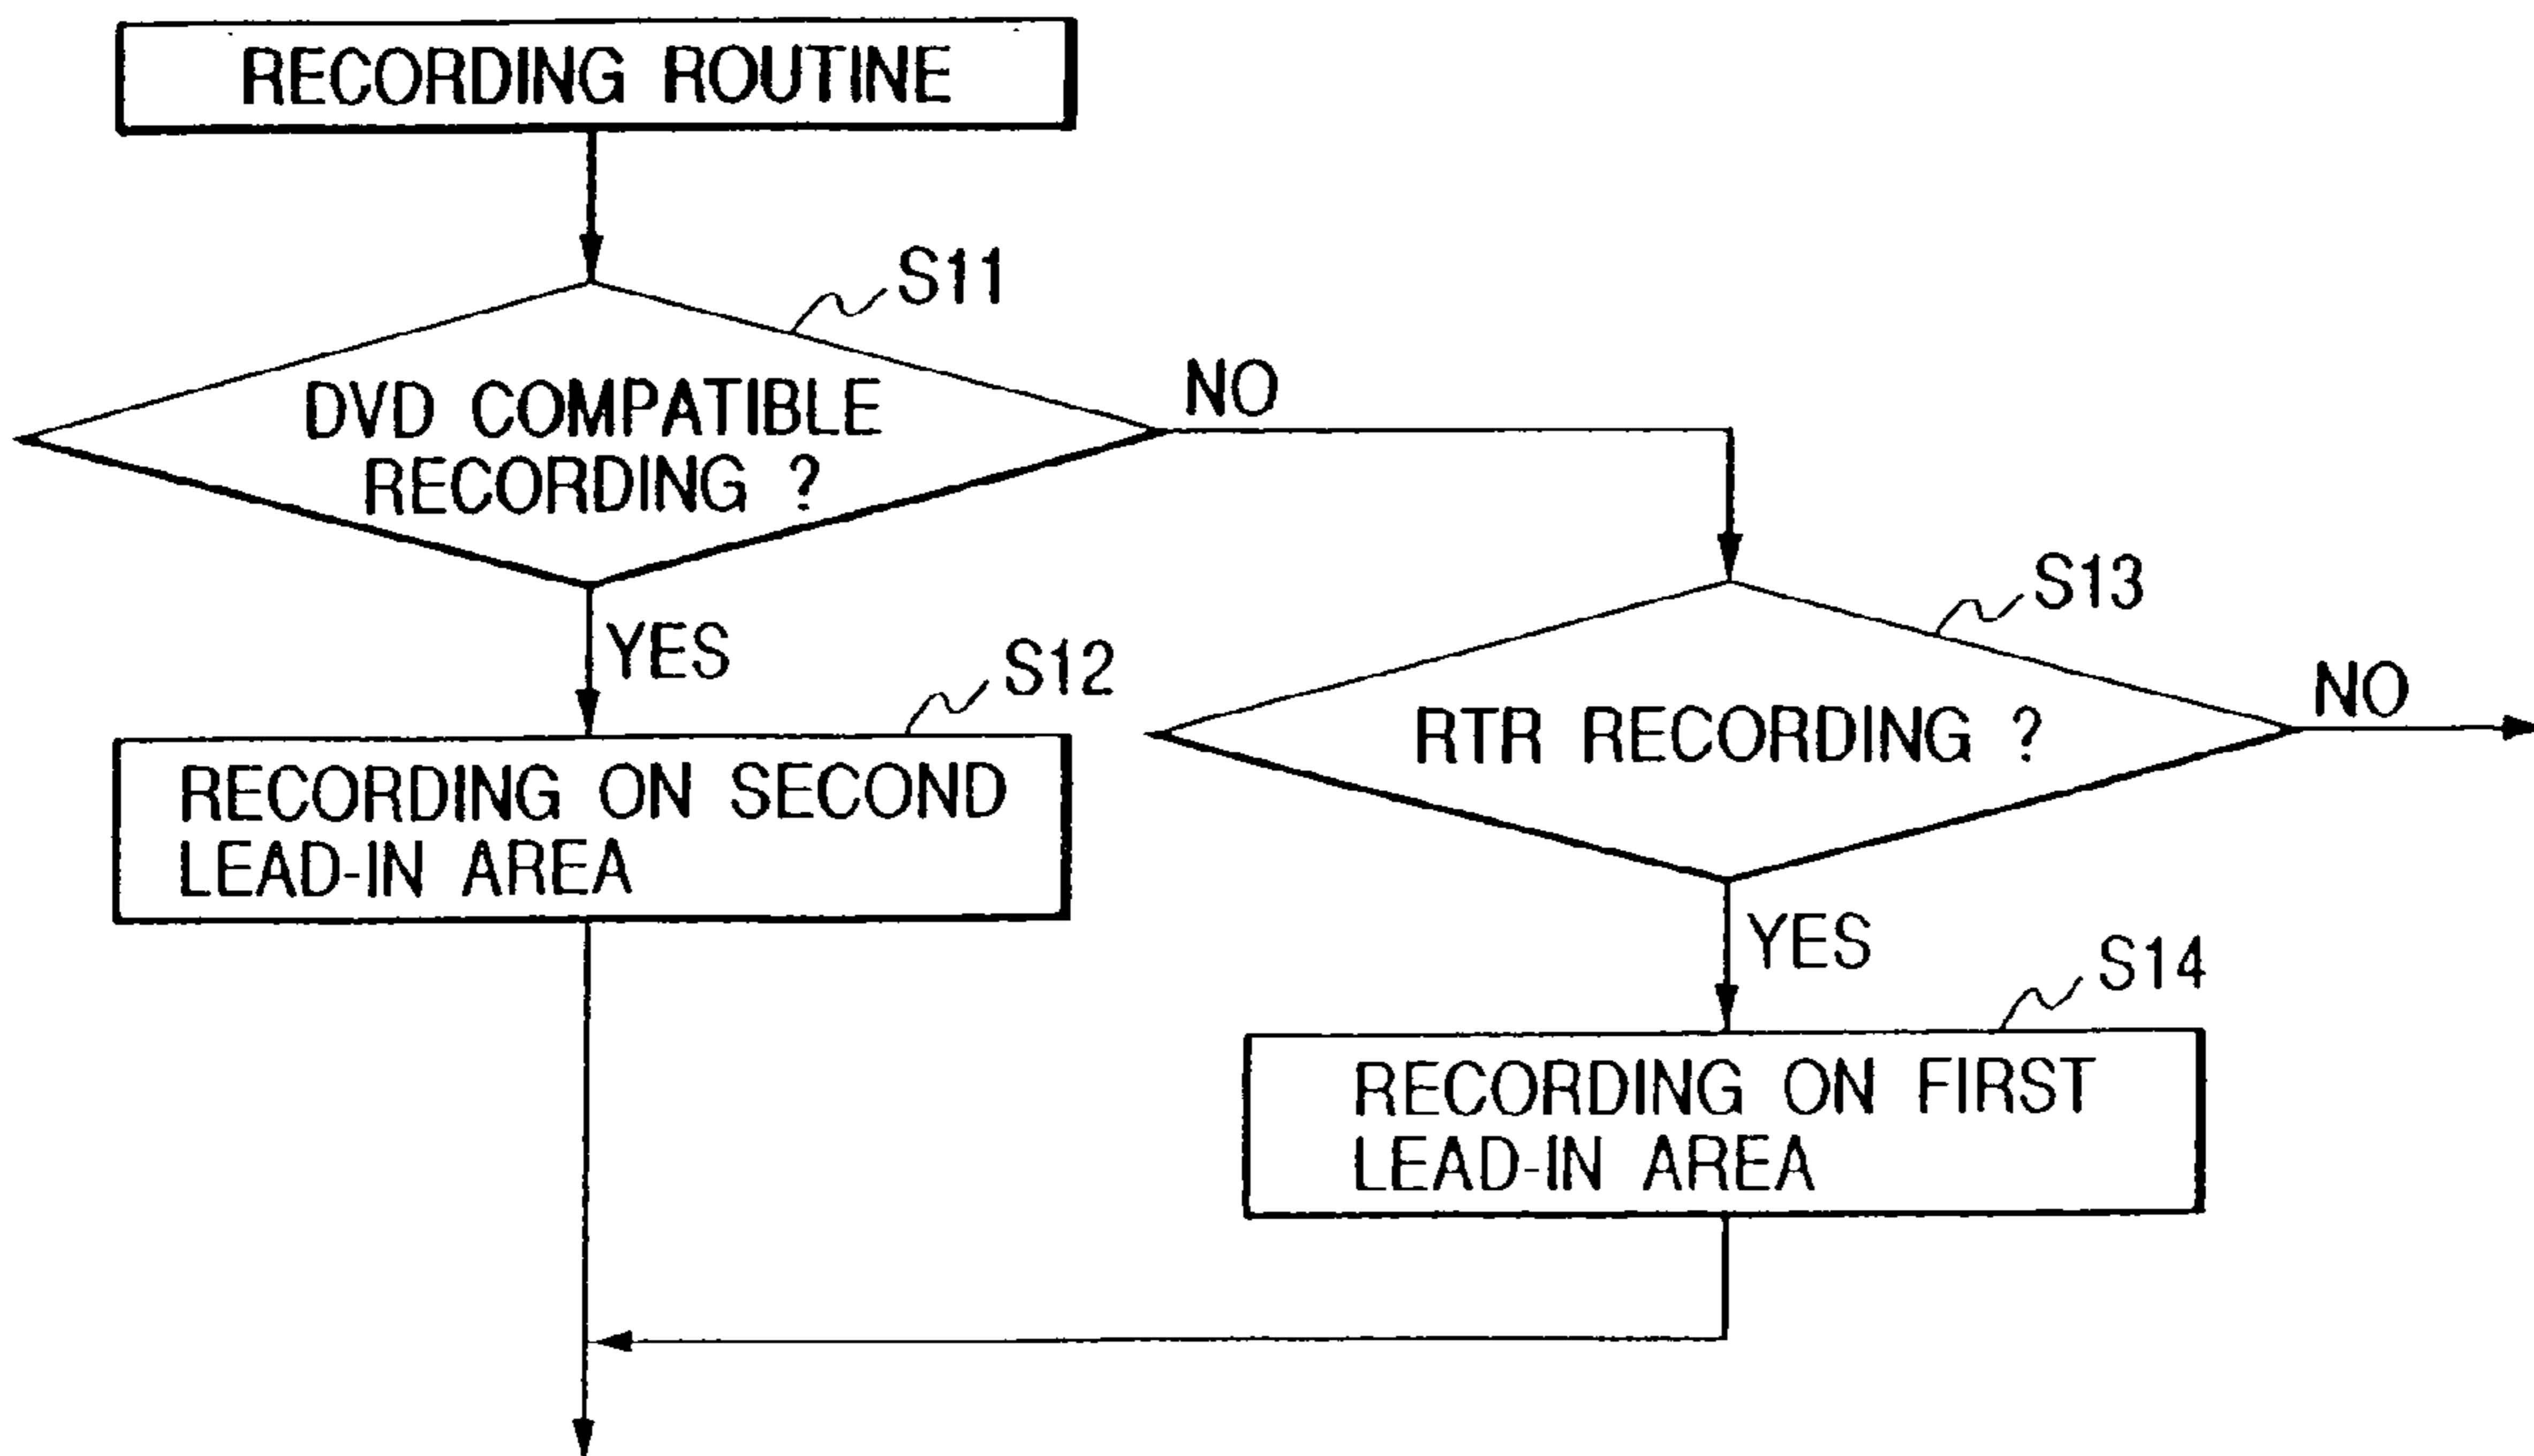 RECORDING ROUTINE
S11
DVD COMPATIBLE
RECORDING ?
NO
YES
S12
RECORDING ON SECOND
LEAD-IN AREA
S13
RTR RECORDING ?
NO
YES
S14
RECORDING ON FIRST
LEAD-IN AREA